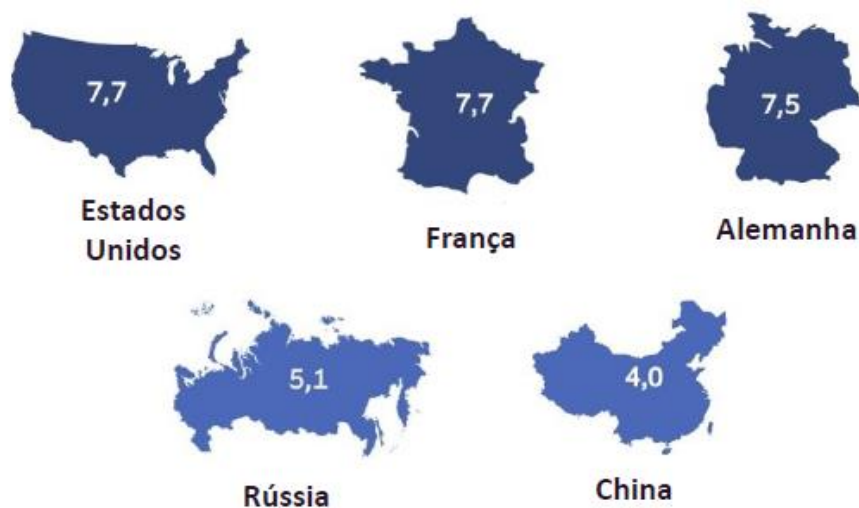 7,7
7,7
7,5
Estados
Unidos
França
Alemanha
5,1
4,0
Rússia
China